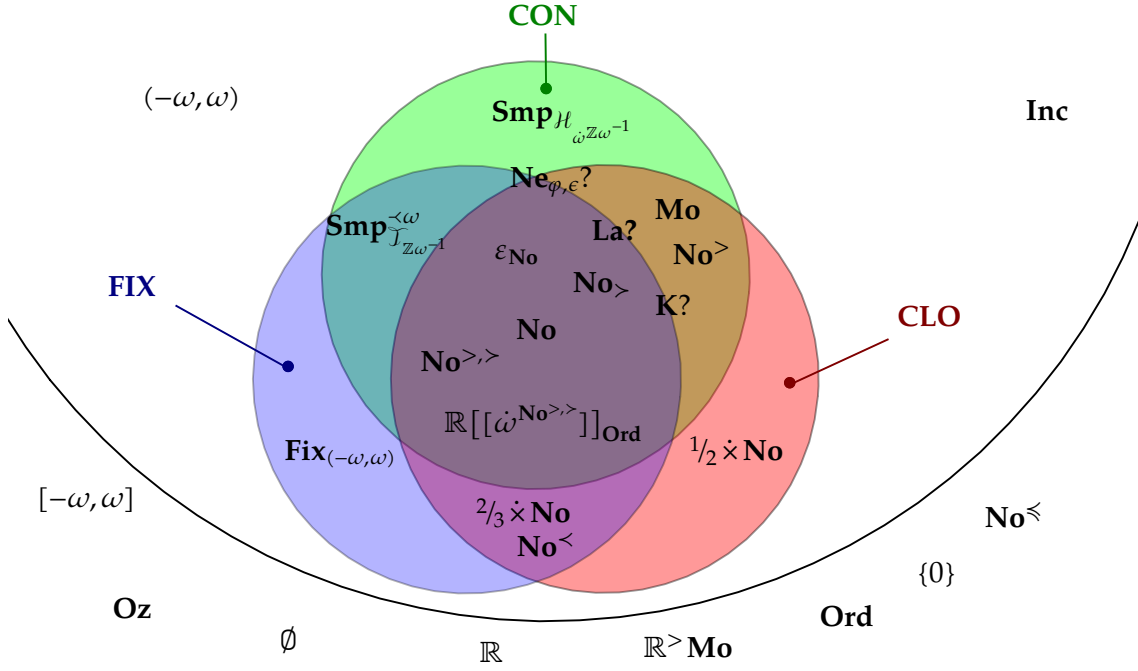 CON
(−ω, ω)
Inc
Smp_{ℋ_{ω̇^{ℤω^{−1}}}}
Ne_{φ,ϵ}?
Smp^{≺ω}_{𝒯_{ℤω^{−1}}}
Mo
La?
ε_{No}
No^{>}
No_{≻}
FIX
K?
CLO
No
No^{>,≻}
ℝ[[ω̇^{No^{>,≻}}]]_{Ord}
Fix_{(−ω,ω)}
1/2 ẋ No
[−ω, ω]
2/3 ẋ No
No^{≼}
No^{≺}
{0}
Oz
Ord
∅
ℝ
ℝ^{>} Mo